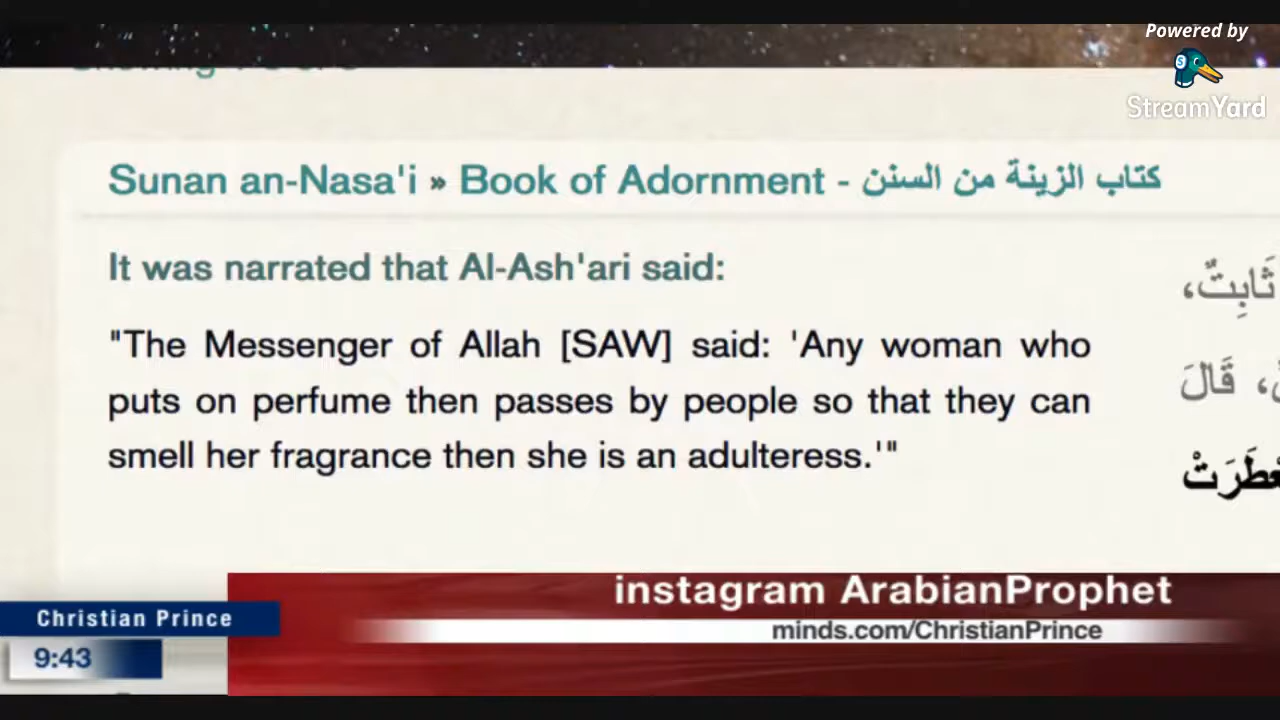 Powered by
StreamYard
Sunan an-Nasa'i » Book of Adornment - كتاب الزينة من السنن
It was narrated that Al-Ash'ari said:
ثَابِتٌ،
"The Messenger of Allah [SAW] said: 'Any woman who
puts on perfume then passes by people so that they can
قَالَ
smell her fragrance then she is an adulteress.'"
instagram ArabianProphet
Christian Prince
minds.com/ChristianPrince
9:43